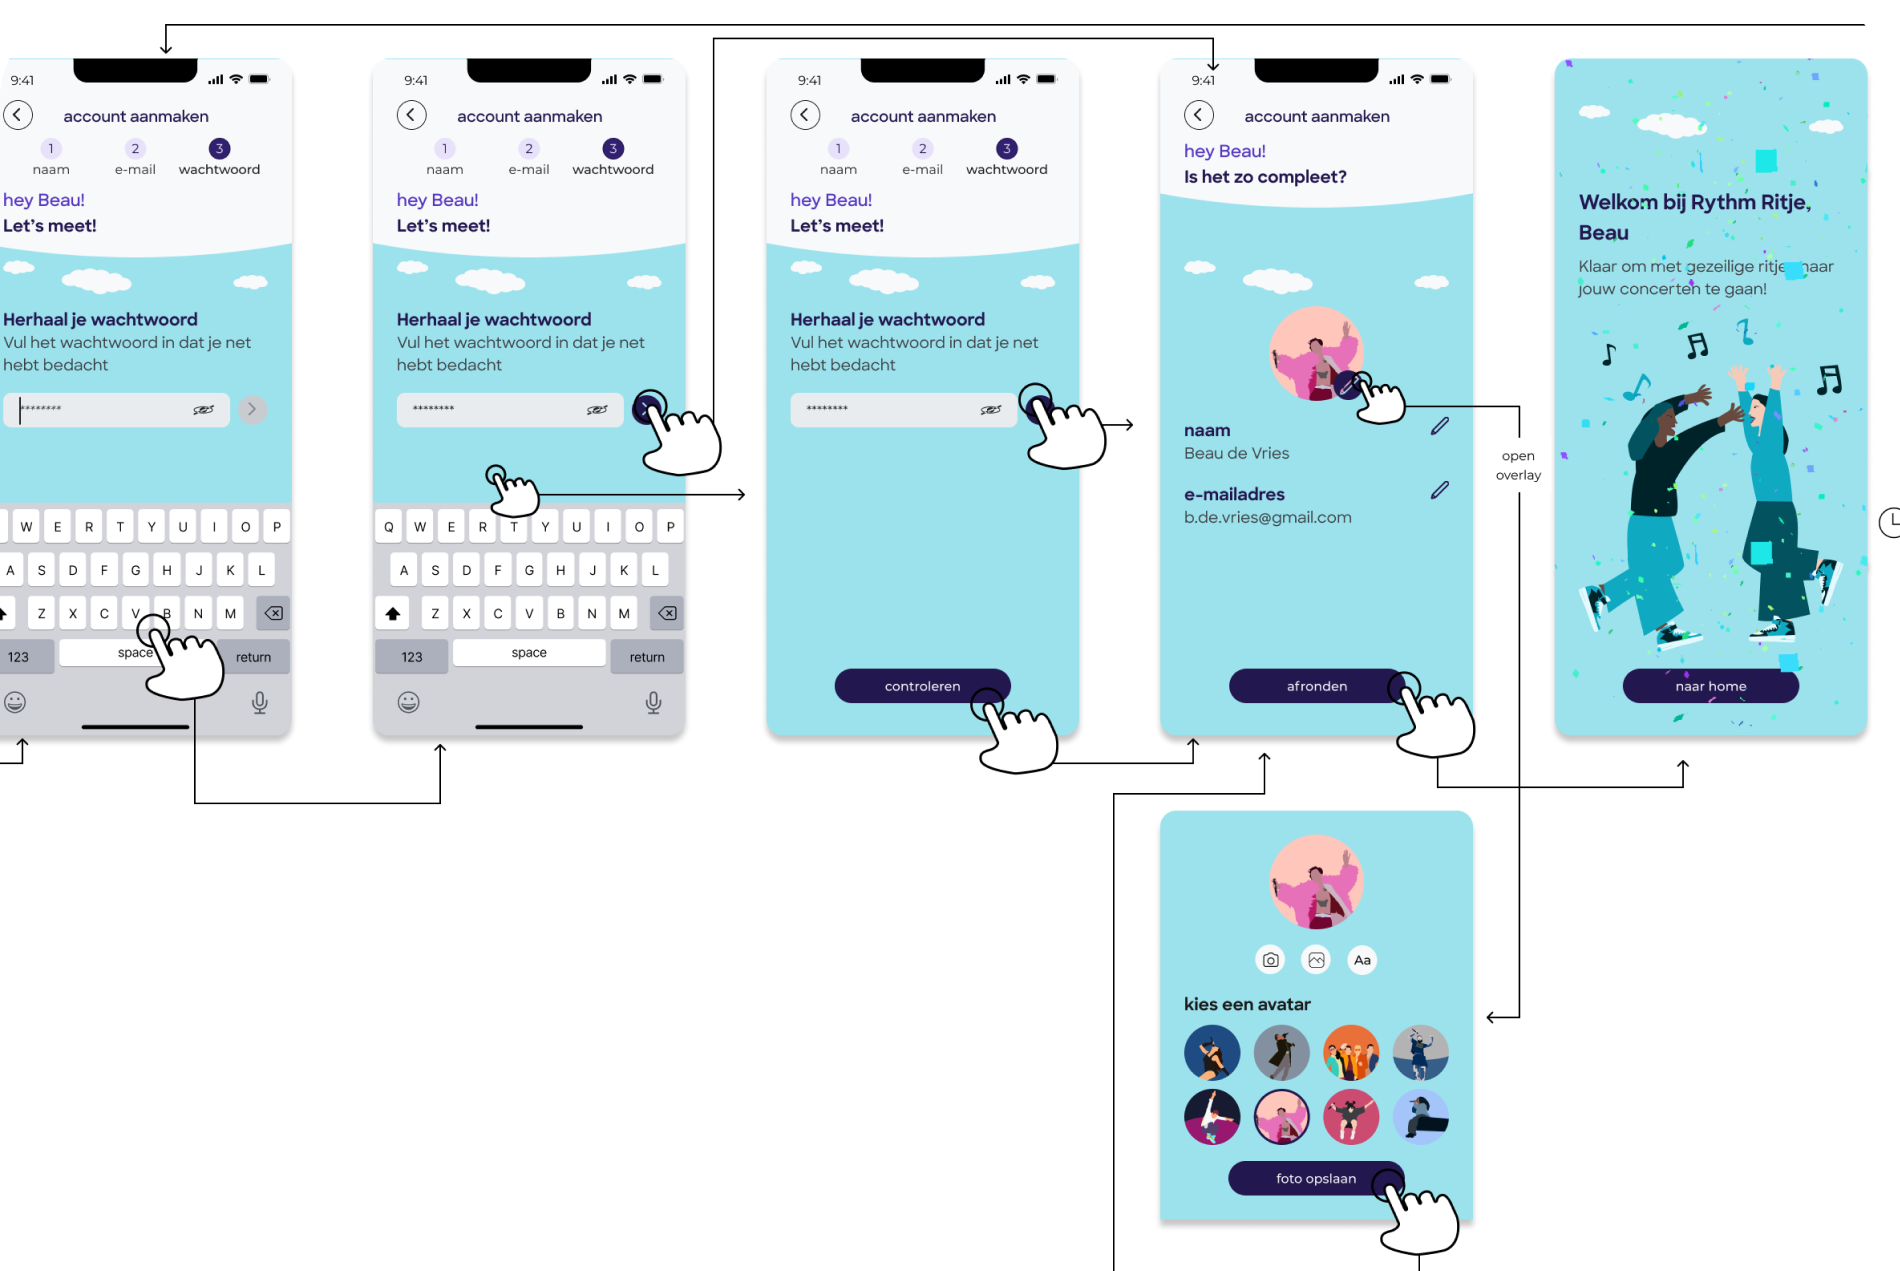 9:41
account aanmaken
1 2 3
naam e-mail wachtwoord
hey Beau!
Let's meet!
Herhaal je wachtwoord
Vul het wachtwoord in dat je net
hebt bedacht
********
W E R T Y U I O P
A S D F G H J K L
Z X C V B N M
123 space return
9:41
account aanmaken
1 2 3
naam e-mail wachtwoord
hey Beau!
Let's meet!
Herhaal je wachtwoord
Vul het wachtwoord in dat je net
hebt bedacht
********
Q W E R T Y U I O P
A S D F G H J K L
Z X C V B N M
123 space return
9:41
account aanmaken
1 2 3
naam e-mail wachtwoord
hey Beau!
Let's meet!
Herhaal je wachtwoord
Vul het wachtwoord in dat je net
hebt bedacht
********
controleren
9:41
account aanmaken
hey Beau!
Is het zo compleet?
naam
Beau de Vries
e-mailadres
b.de.vries@gmail.com
afronden
open
overlay
Welkom bij Rythm Ritje,
Beau
Klaar om met gezeilige ritje naar
jouw concerten te gaan!
naar home
Aa
kies een avatar
foto opslaan